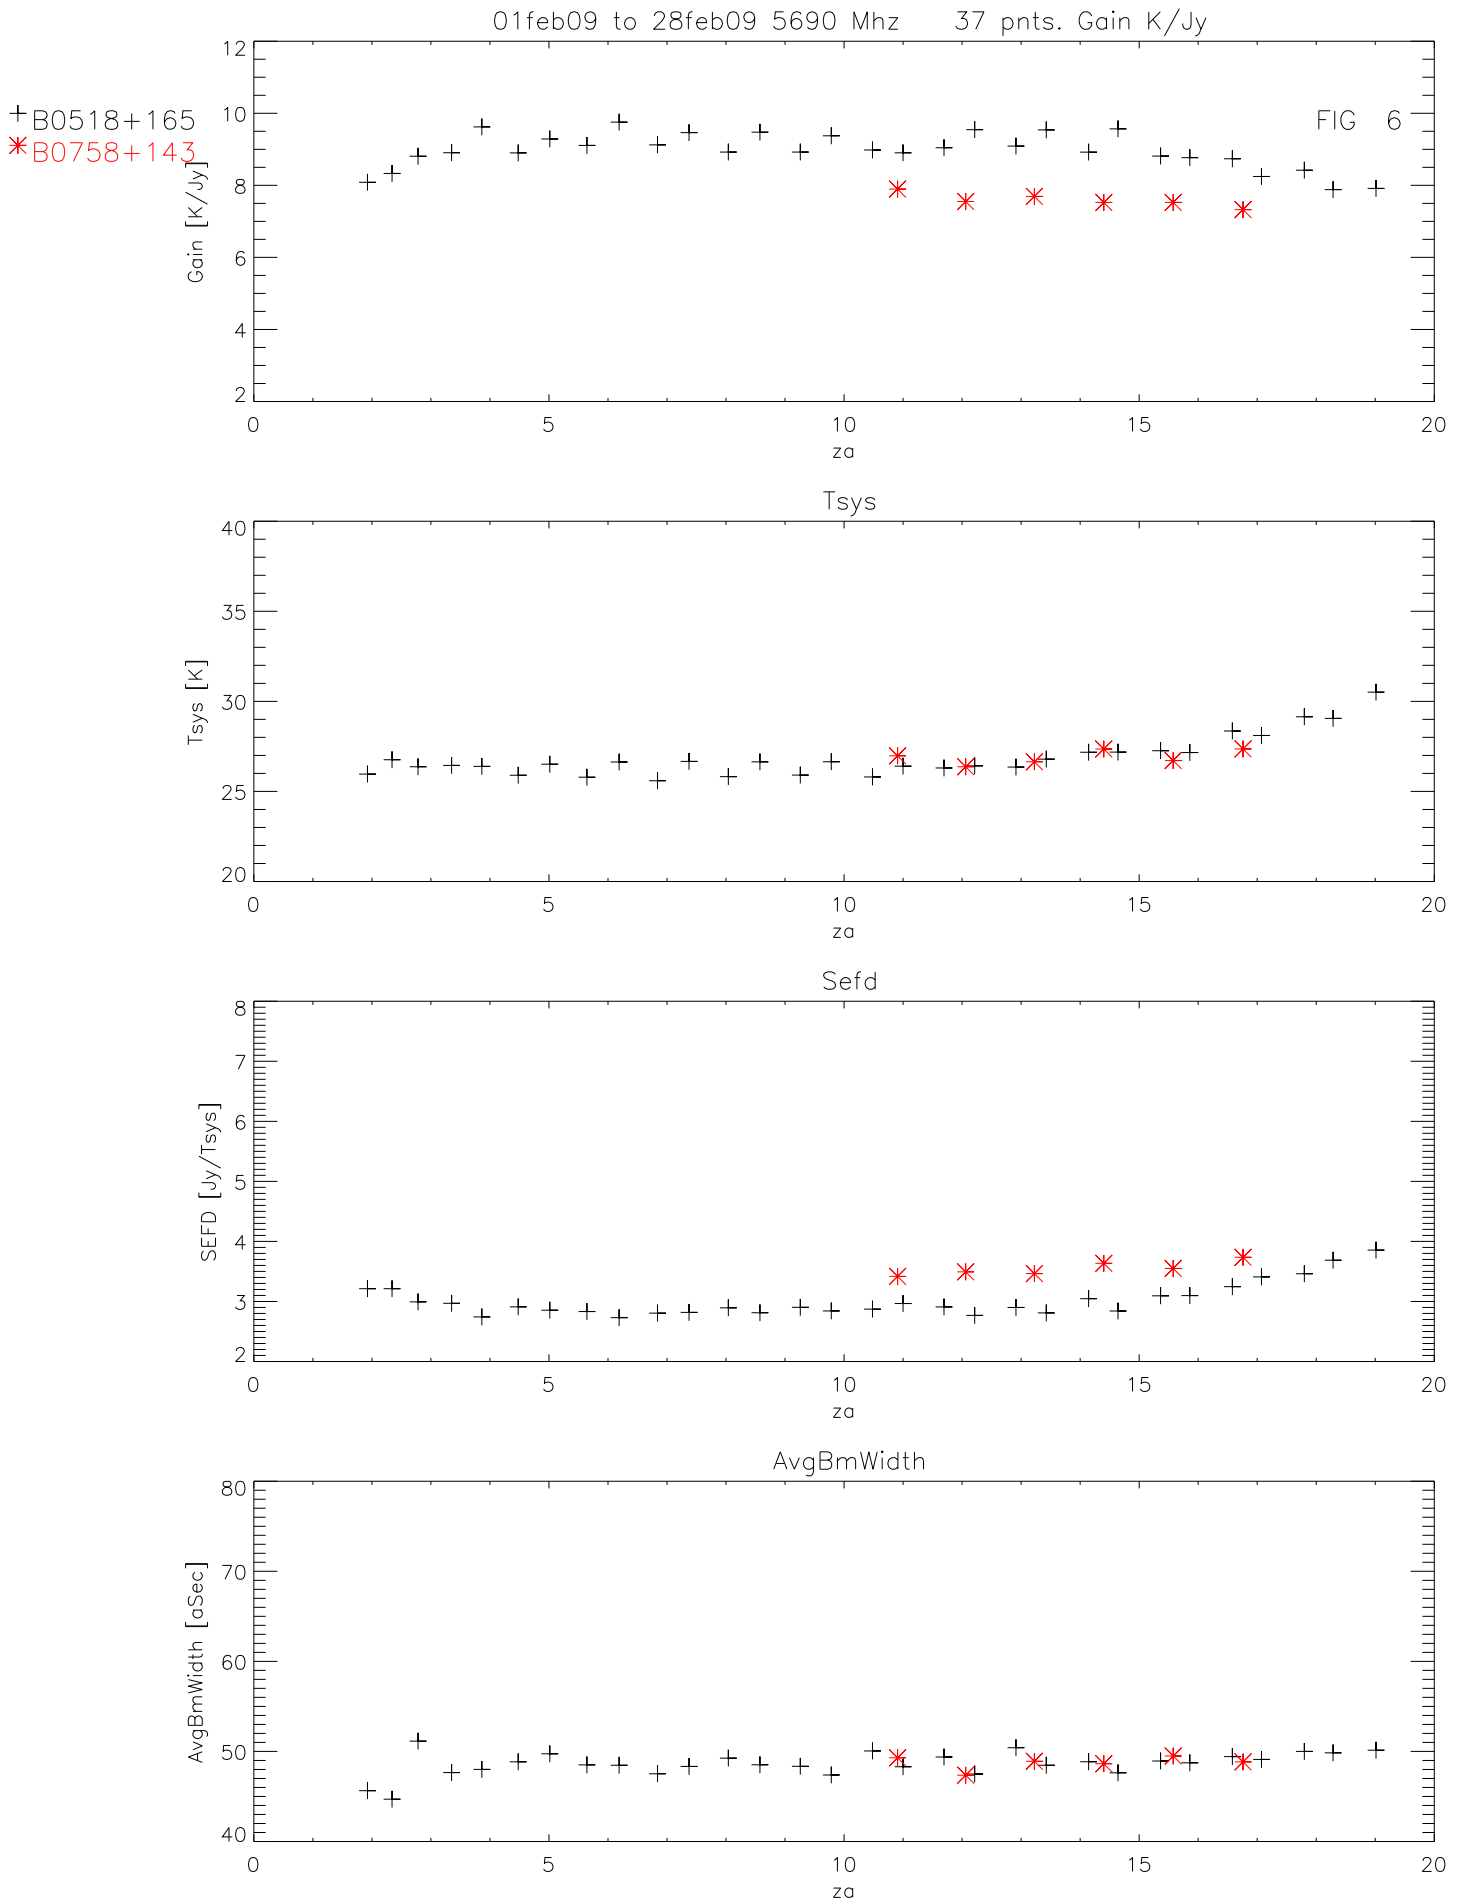 01feb09 to 28feb09 5690 Mhz 37 pnts. Gain K/Jy
+ B0518+165
* B0758+143
FIG 6
12
10
8
6
4
2
Gain [K/Jy]
0 5 10 15 20
za
Tsys
40
35
30
25
20
Tsys [K]
0 5 10 15 20
za
Sefd
8
7
6
5
4
3
2
SEFD [Jy/Tsys]
0 5 10 15 20
za
AvgBmWidth
80
70
60
50
40
AvgBmWidth [aSec]
0 5 10 15 20
za